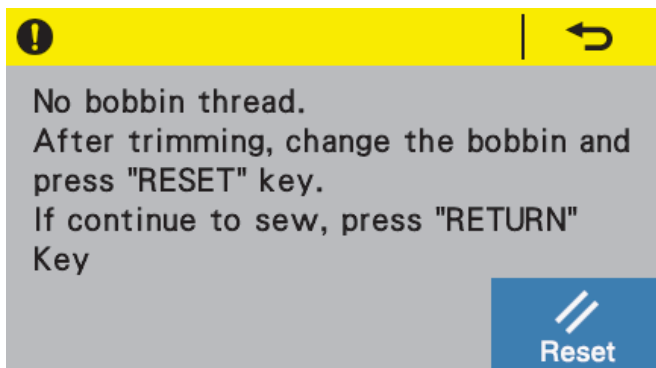 No bobbin thread.
After trimming, change the bobbin and
press "RESET" key.
If continue to sew, press "RETURN"
Key
Reset